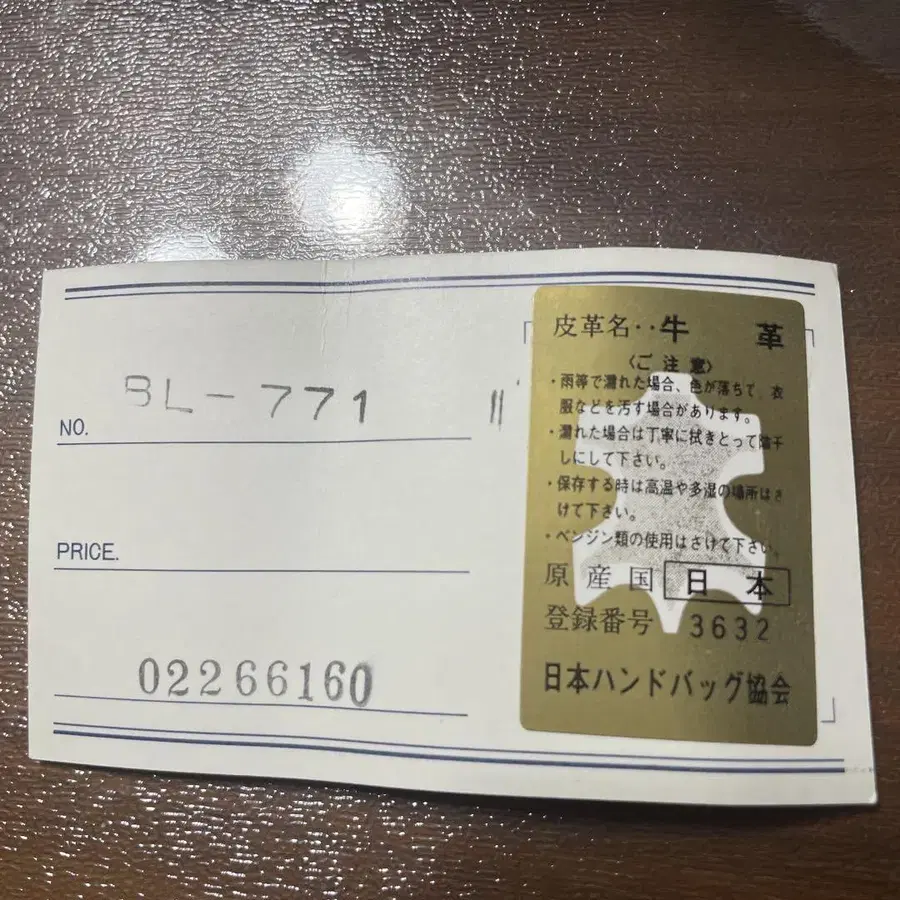 NO. BL-771
PRICE.
02266160
皮革名・・牛 革
〈ご注意〉
・雨等で濡れた場合、色が落ちて、衣
服などを汚す場合があります。
・濡れた場合は丁寧に拭きとって陰干
しにして下さい。
・保存する時は高温や多湿の場所はさ
けて下さい。
・ベンジン類の使用はさけて下さい。
原産国 日本
登録番号 3632
日本ハンドバッグ協会